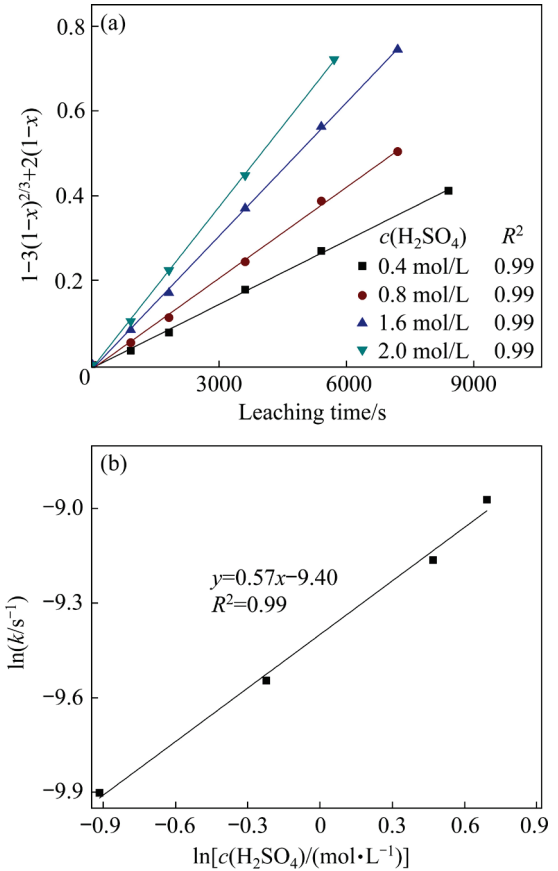 (a)
0.8
0.6
0.4
0.2
0
1−3(1−x)^{2/3}+2(1−x)
c(H₂SO₄) R²
0.4 mol/L 0.99
0.8 mol/L 0.99
1.6 mol/L 0.99
2.0 mol/L 0.99
3000 6000 9000
Leaching time/s
(b)
−9.0
−9.3
−9.6
−9.9
ln(k/s⁻¹)
y=0.57x−9.40
R²=0.99
−0.9 −0.6 −0.3 0 0.3 0.6 0.9
ln[c(H₂SO₄)/(mol•L⁻¹)]